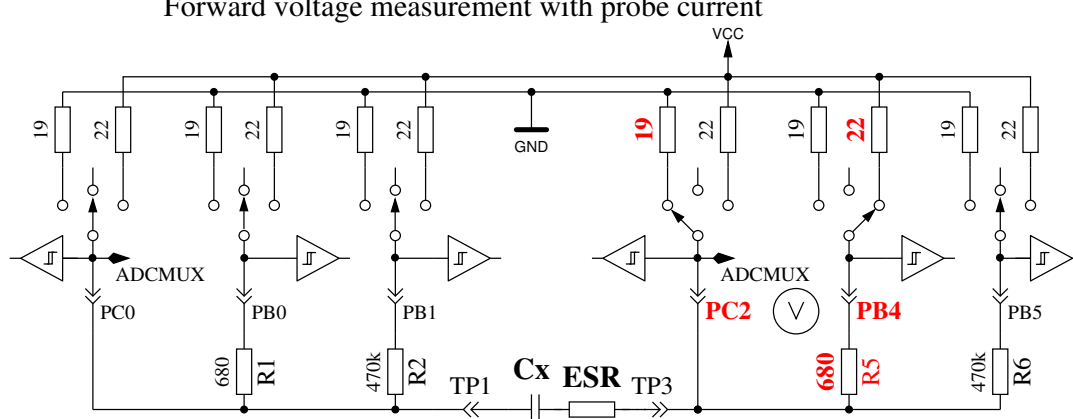 Forward voltage measurement with probe current
VCC
19
22
19
22
19
22
GND
19
22
19
22
19
22
ADCMUX
ADCMUX
PC0
PB0
PB1
PC2
V
PB4
PB5
680
R1
470k
R2
TP1
Cx
ESR
TP3
680
R5
470k
R6